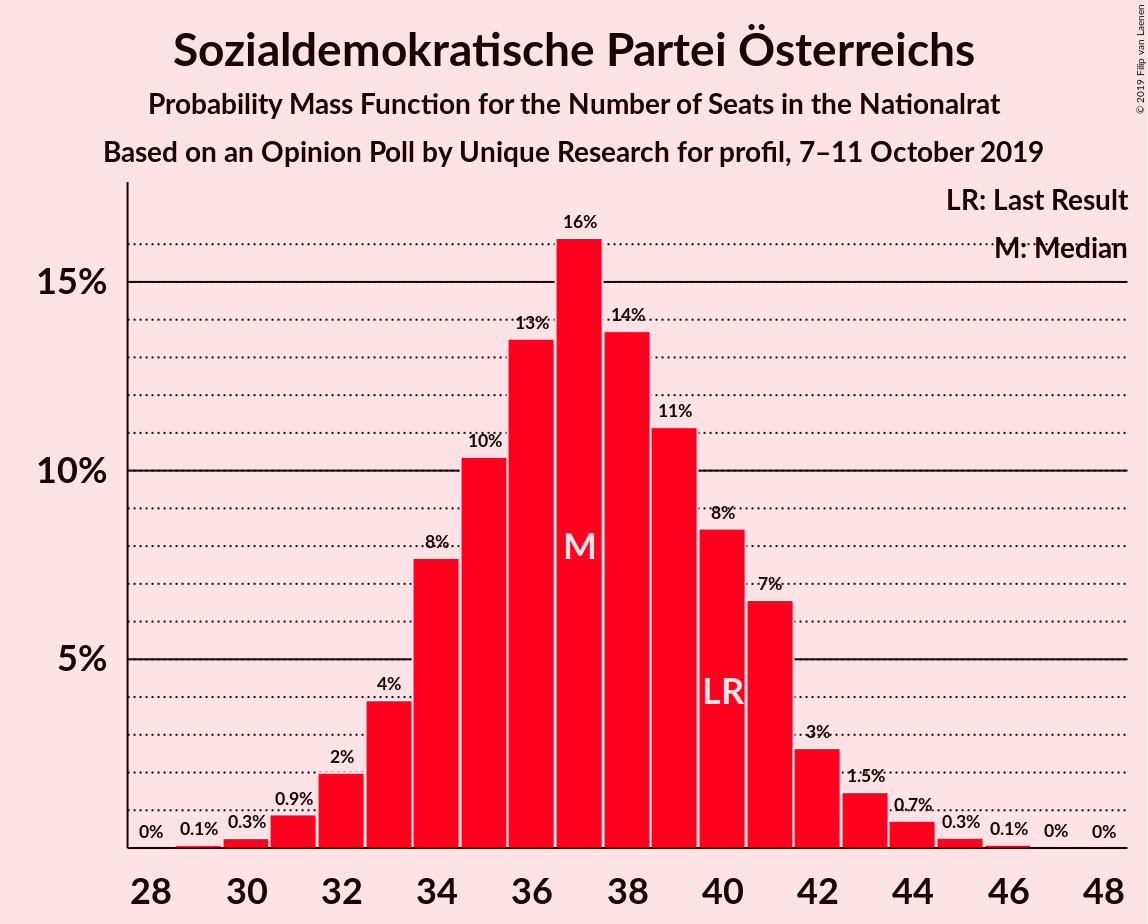 Sozialdemokratische Partei Österreichs
Probability Mass Function for the Number of Seats in the Nationalrat
Based on an Opinion Poll by Unique Research for profil, 7–11 October 2019
© 2019 Filip van Laenen
LR: Last Result
M: Median
15%
10%
5%
0%
0.1%
0.3%
0.9%
2%
4%
8%
10%
13%
16%
14%
11%
8%
7%
3%
1.5%
0.7%
0.3%
0.1%
0%
0%
M
LR
28 30 32 34 36 38 40 42 44 46 48